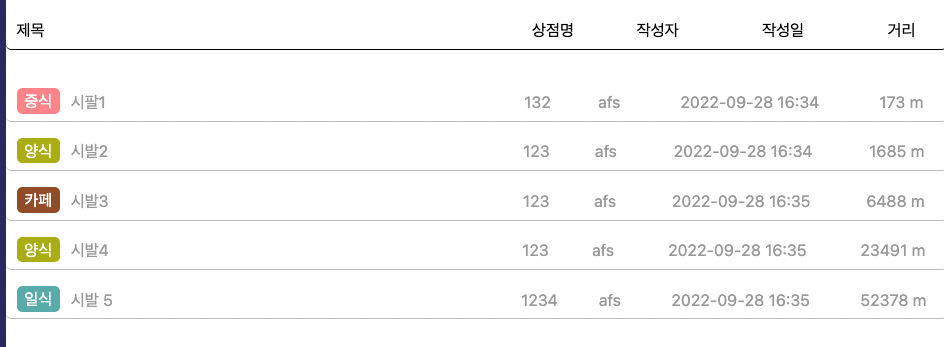 제목 상점명 작성자 작성일 거리
중식 시팔1 132 afs 2022-09-28 16:34 173 m
양식 시발2 123 afs 2022-09-28 16:34 1685 m
카페 시발3 123 afs 2022-09-28 16:35 6488 m
양식 시발4 123 afs 2022-09-28 16:35 23491 m
일식 시발 5 1234 afs 2022-09-28 16:35 52378 m